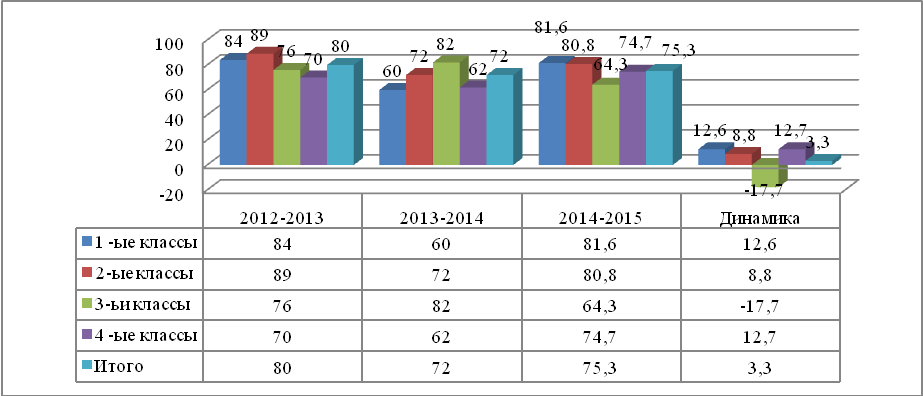 84 89 76 70 80
60 72 82 62 72
81,6 80,8 64,3 74,7 75,3
12,6 8,8 -17,7 12,7 3,3
100
80
60
40
20
0
-20
2012-2013 2013-2014 2014-2015 Динамика
1 -ые классы 84 60 81,6 12,6
2-ые классы 89 72 80,8 8,8
3-ьи классы 76 82 64,3 -17,7
4 -ые классы 70 62 74,7 12,7
Итого 80 72 75,3 3,3